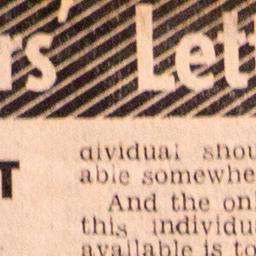 rs' Lett
T
dividual shou
able somewhe
And the onl
this individu
available is to